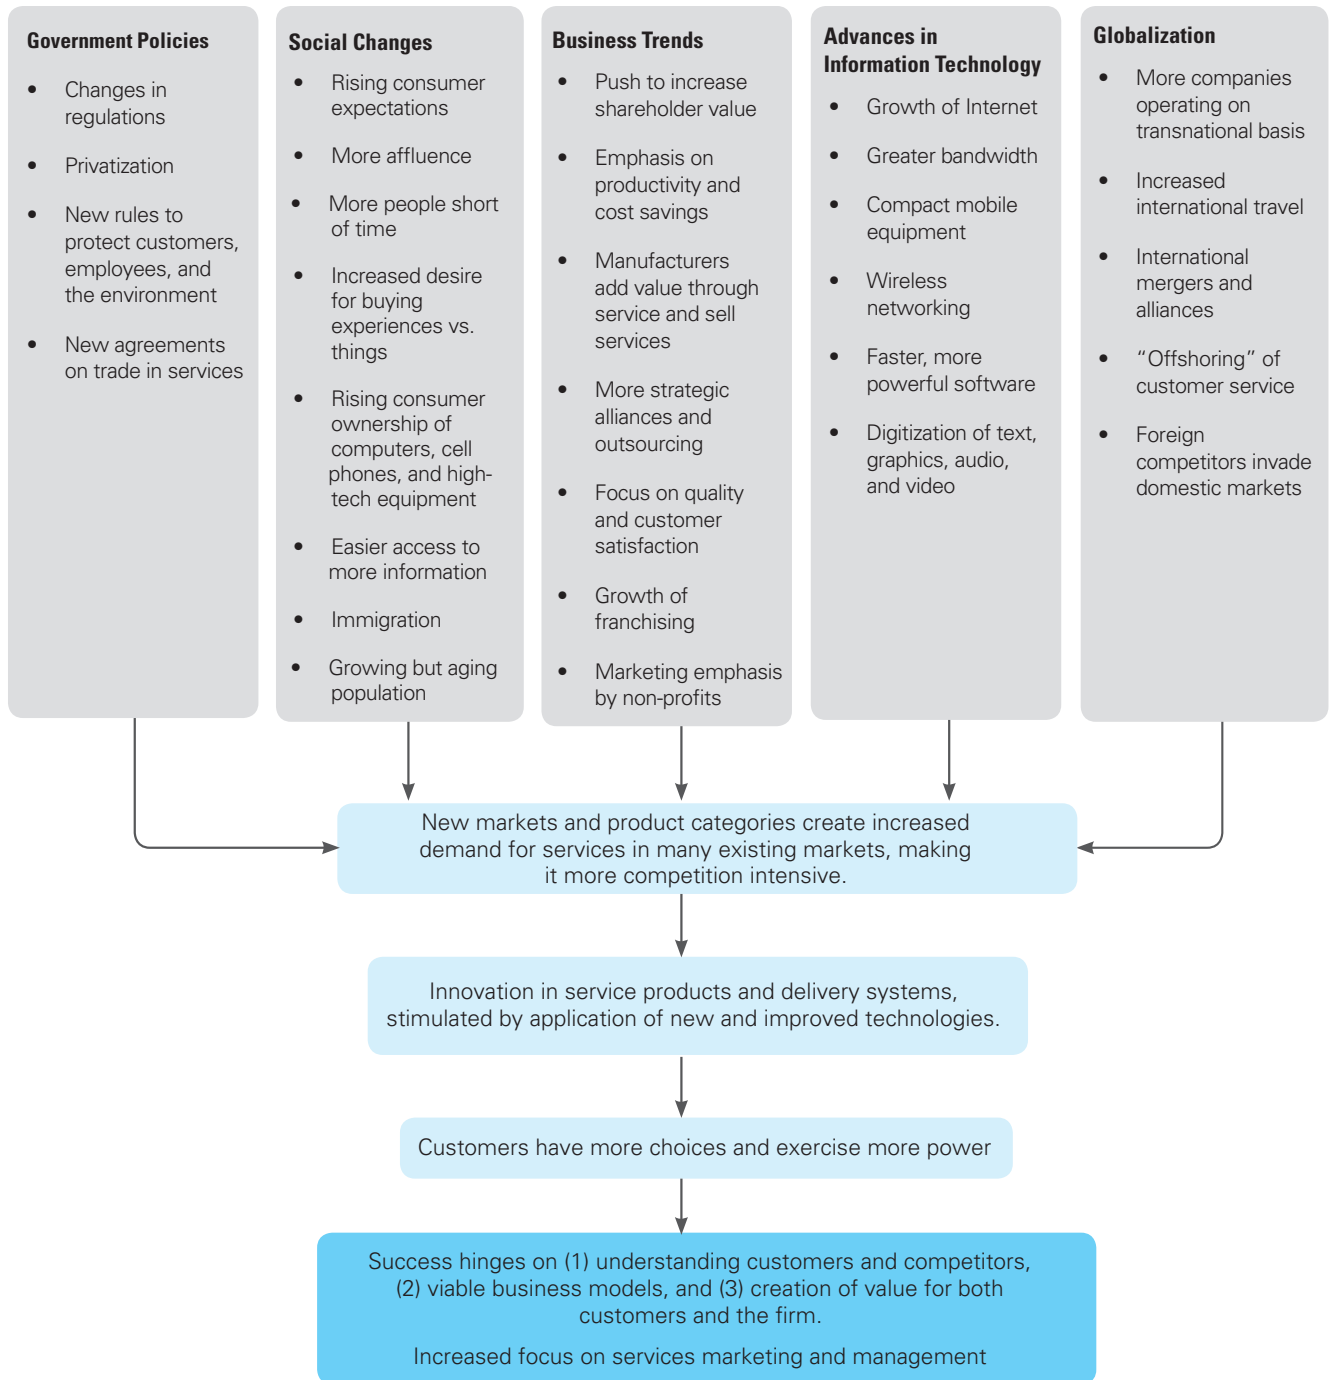 Government Policies
• Changes in
regulations
• Privatization
• New rules to
protect customers,
employees, and
the environment
• New agreements
on trade in services
Social Changes
• Rising consumer
expectations
• More affluence
• More people short
of time
• Increased desire
for buying
experiences vs.
things
• Rising consumer
ownership of
computers, cell
phones, and high-
tech equipment
• Easier access to
more information
• Immigration
• Growing but aging
population
Business Trends
• Push to increase
shareholder value
• Emphasis on
productivity and
cost savings
• Manufacturers
add value through
service and sell
services
• More strategic
alliances and
outsourcing
• Focus on quality
and customer
satisfaction
• Growth of
franchising
• Marketing emphasis
by non-profits
Advances in
Information Technology
• Growth of Internet
• Greater bandwidth
• Compact mobile
equipment
• Wireless
networking
• Faster, more
powerful software
• Digitization of text,
graphics, audio,
and video
Globalization
• More companies
operating on
transnational basis
• Increased
international travel
• International
mergers and
alliances
• “Offshoring” of
customer service
• Foreign
competitors invade
domestic markets
New markets and product categories create increased
demand for services in many existing markets, making
it more competition intensive.
Innovation in service products and delivery systems,
stimulated by application of new and improved technologies.
Customers have more choices and exercise more power
Success hinges on (1) understanding customers and competitors,
(2) viable business models, and (3) creation of value for both
customers and the firm.
Increased focus on services marketing and management